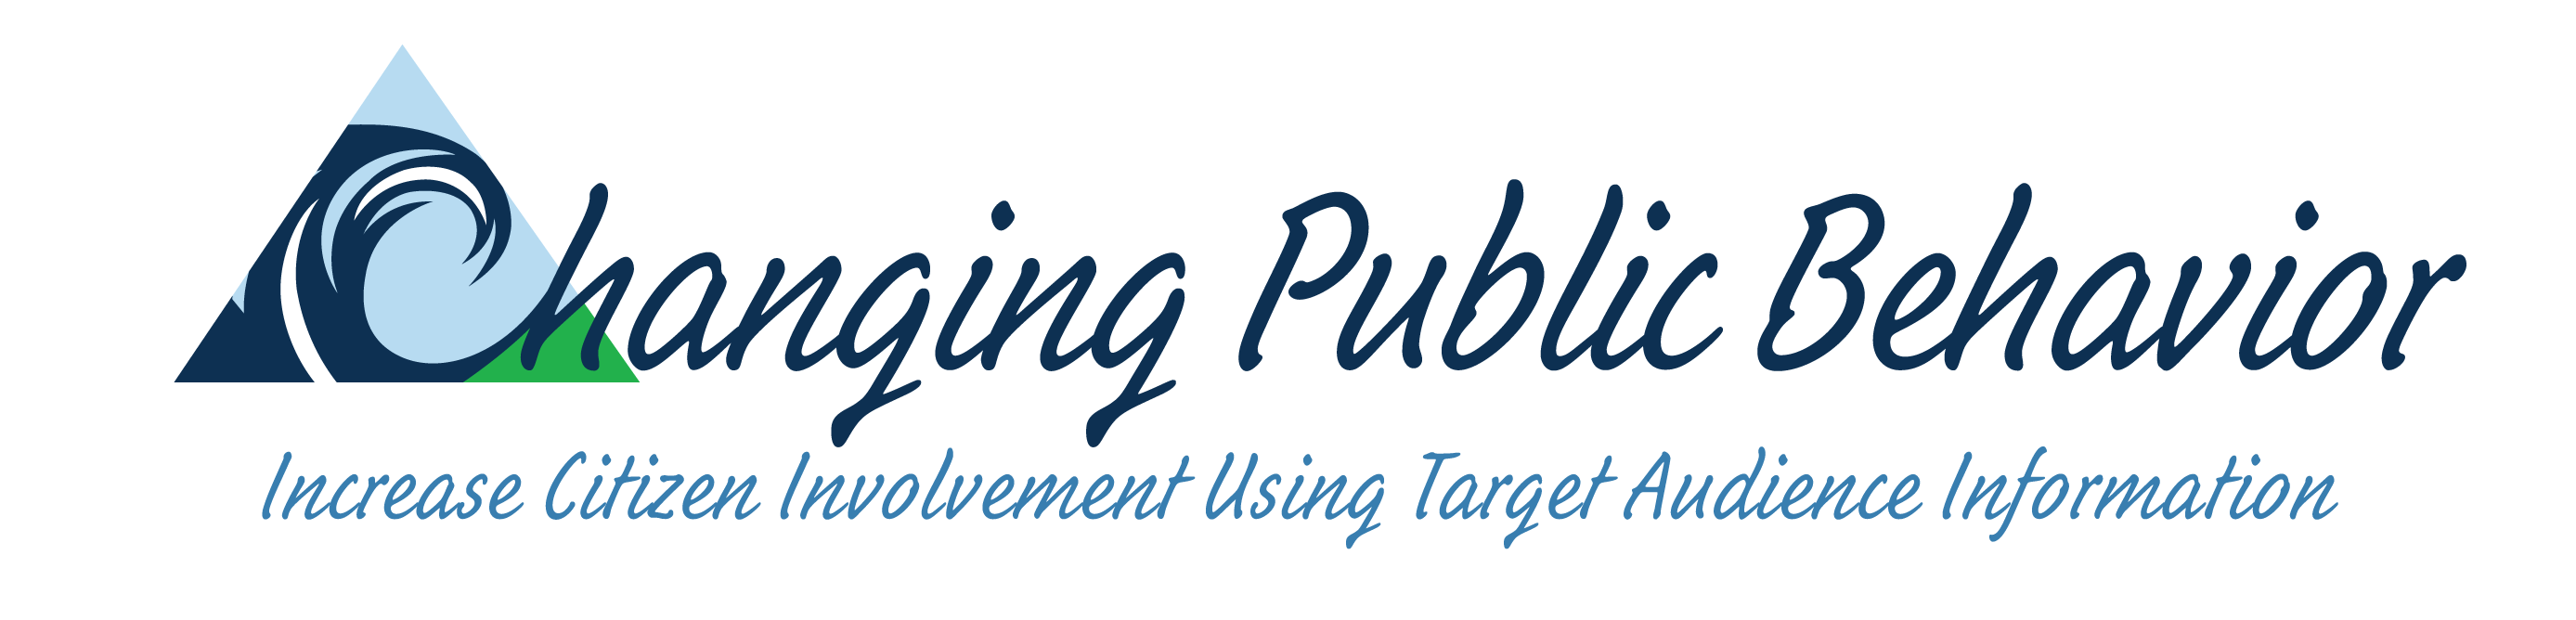 Changing Public Behavior
Increase Citizen Involvement Using Target Audience Information